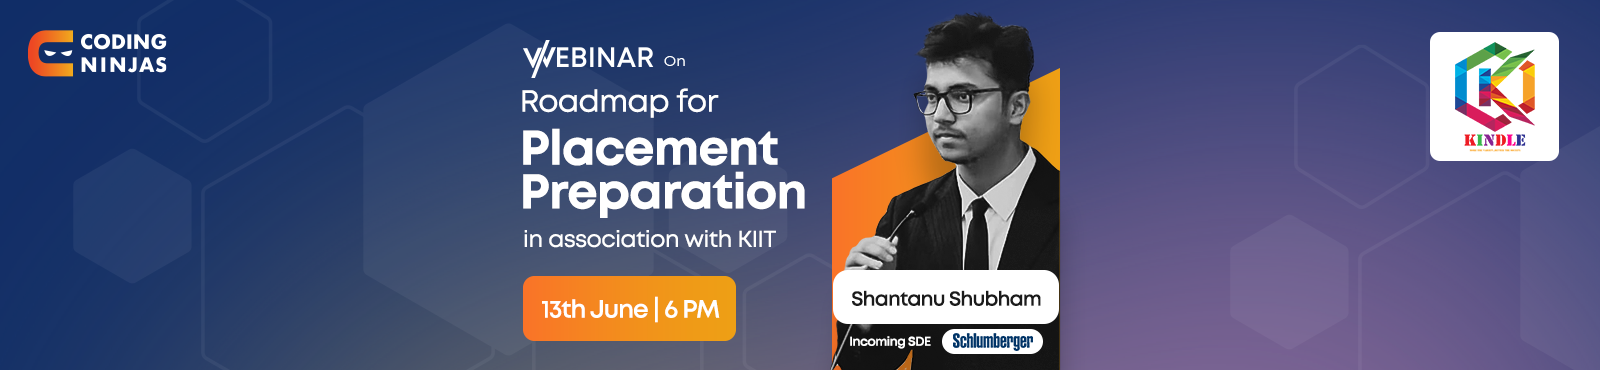 CODING
NINJAS
WEBINAR On
Roadmap for
Placement
Preparation
in association with KIIT
13th June | 6 PM
Shantanu Shubham
Incoming SDE Schlumberger
KINDLE